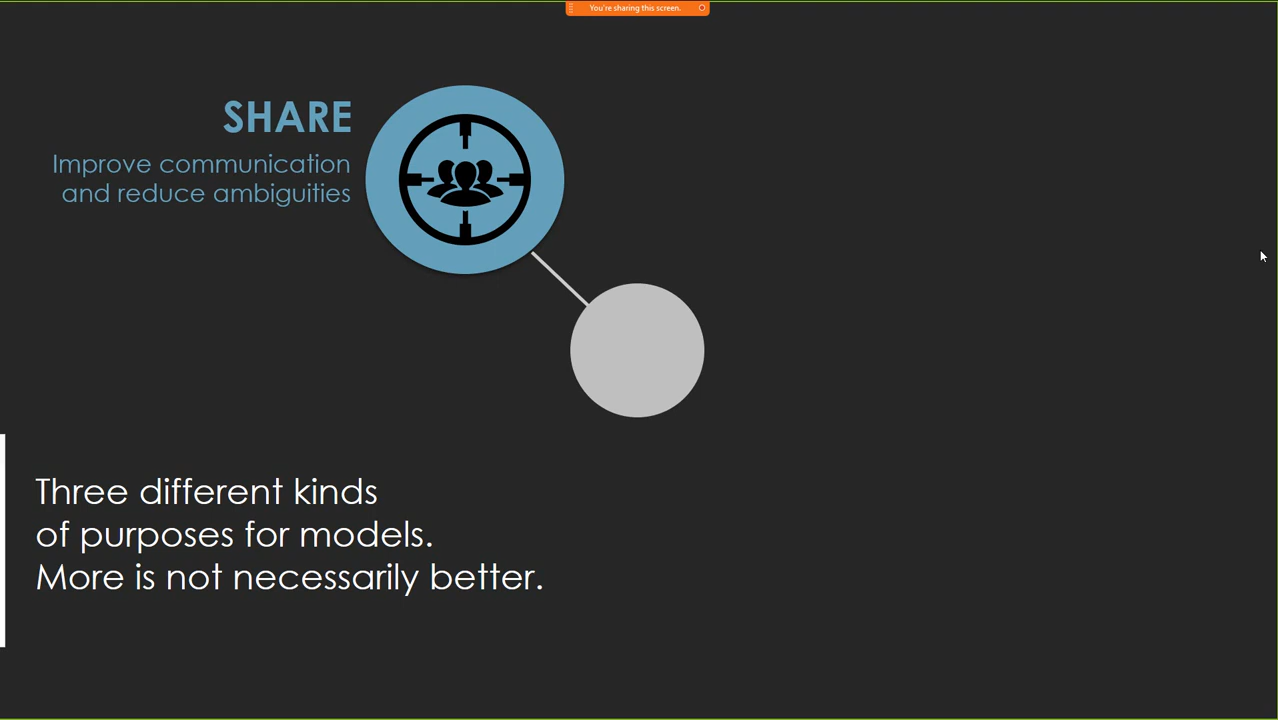 You're sharing this screen.
SHARE
Improve communication
and reduce ambiguities
Three different kinds
of purposes for models.
More is not necessarily better.